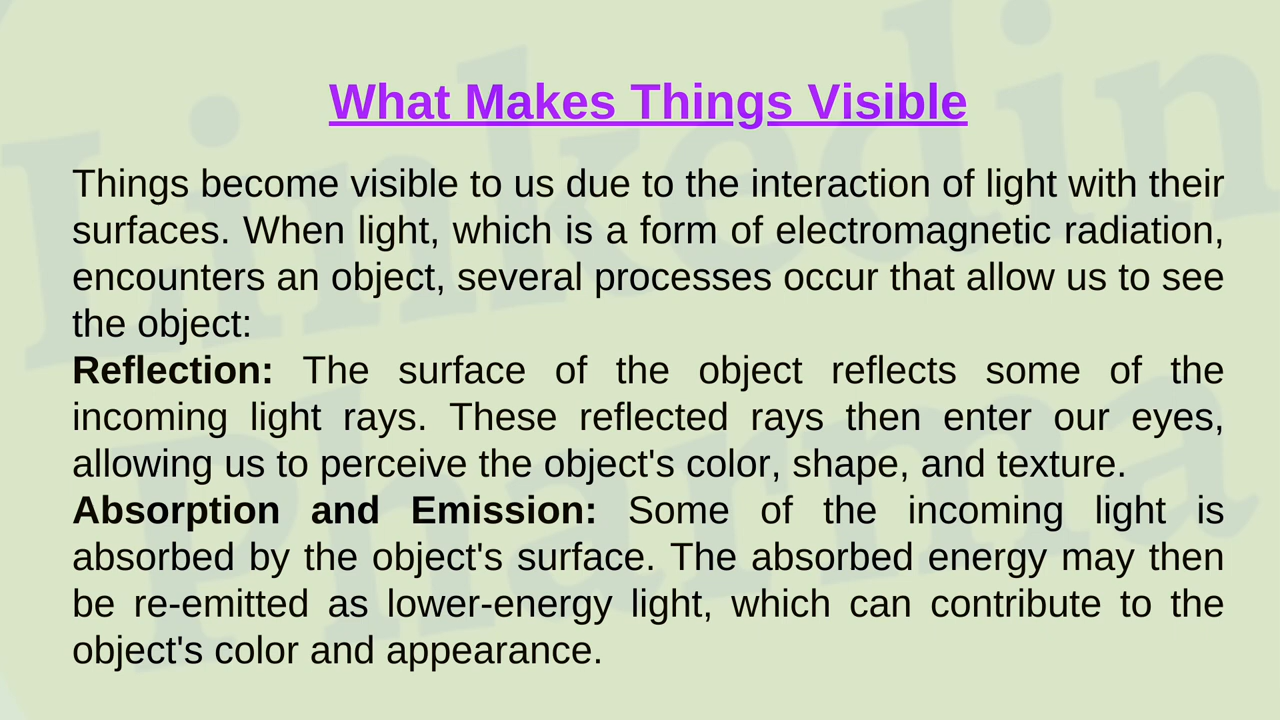 What Makes Things Visible
Things become visible to us due to the interaction of light with their
surfaces. When light, which is a form of electromagnetic radiation,
encounters an object, several processes occur that allow us to see
the object:
Reflection: The surface of the object reflects some of the
incoming light rays. These reflected rays then enter our eyes,
allowing us to perceive the object's color, shape, and texture.
Absorption and Emission: Some of the incoming light is
absorbed by the object's surface. The absorbed energy may then
be re-emitted as lower-energy light, which can contribute to the
object's color and appearance.
Linkedin
Pharma